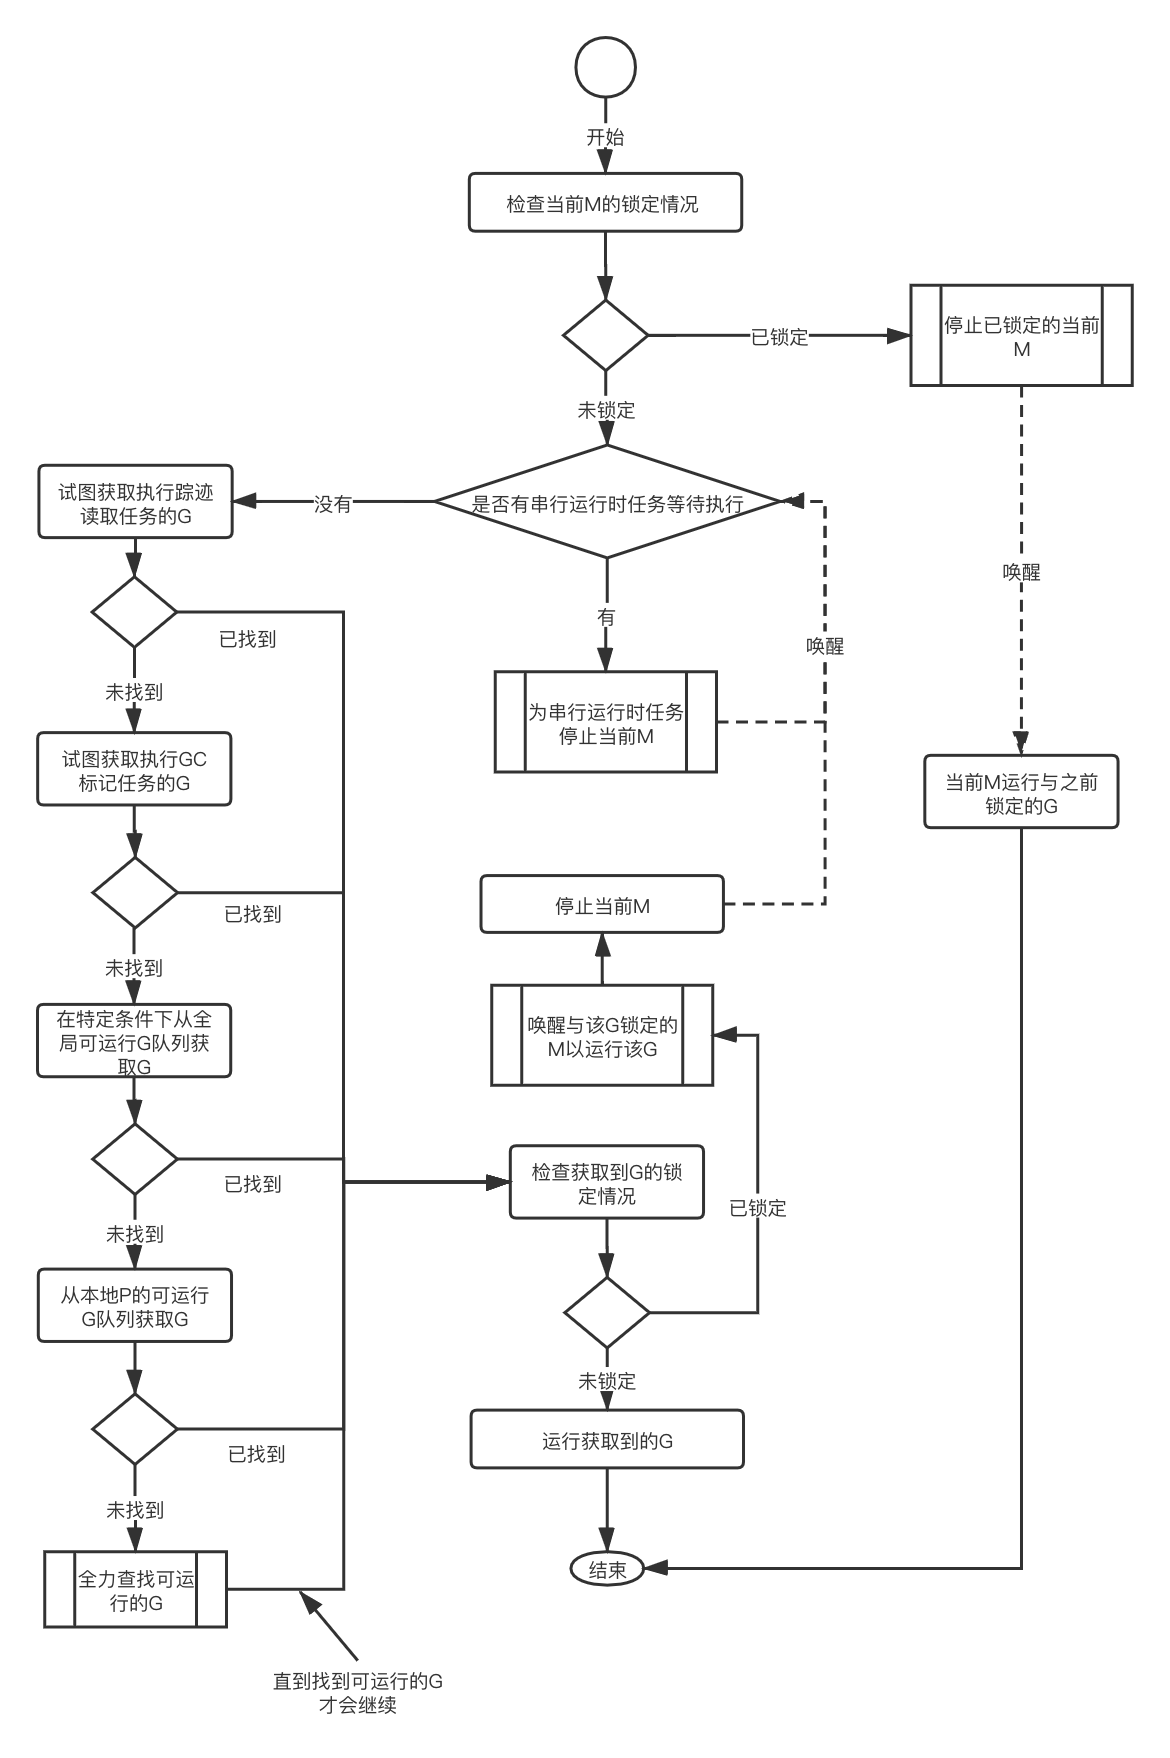 开始
检查当前M的锁定情况
已锁定
停止已锁定的当前
M
未锁定
是否有串行运行时任务等待执行
没有
试图获取执行踪迹
读取任务的G
有
唤醒
唤醒
已找到
未找到
为串行运行时任务
停止当前M
试图获取执行GC
标记任务的G
当前M运行与之前
锁定的G
已找到
停止当前M
未找到
在特定条件下从全
局可运行G队列获
取G
唤醒与该G锁定的
M以运行该G
已找到
检查获取到G的锁
定情况
已锁定
未找到
从本地P的可运行
G队列获取G
未锁定
已找到
运行获取到的G
未找到
全力查找可运
行的G
结束
直到找到可运行的G
才会继续